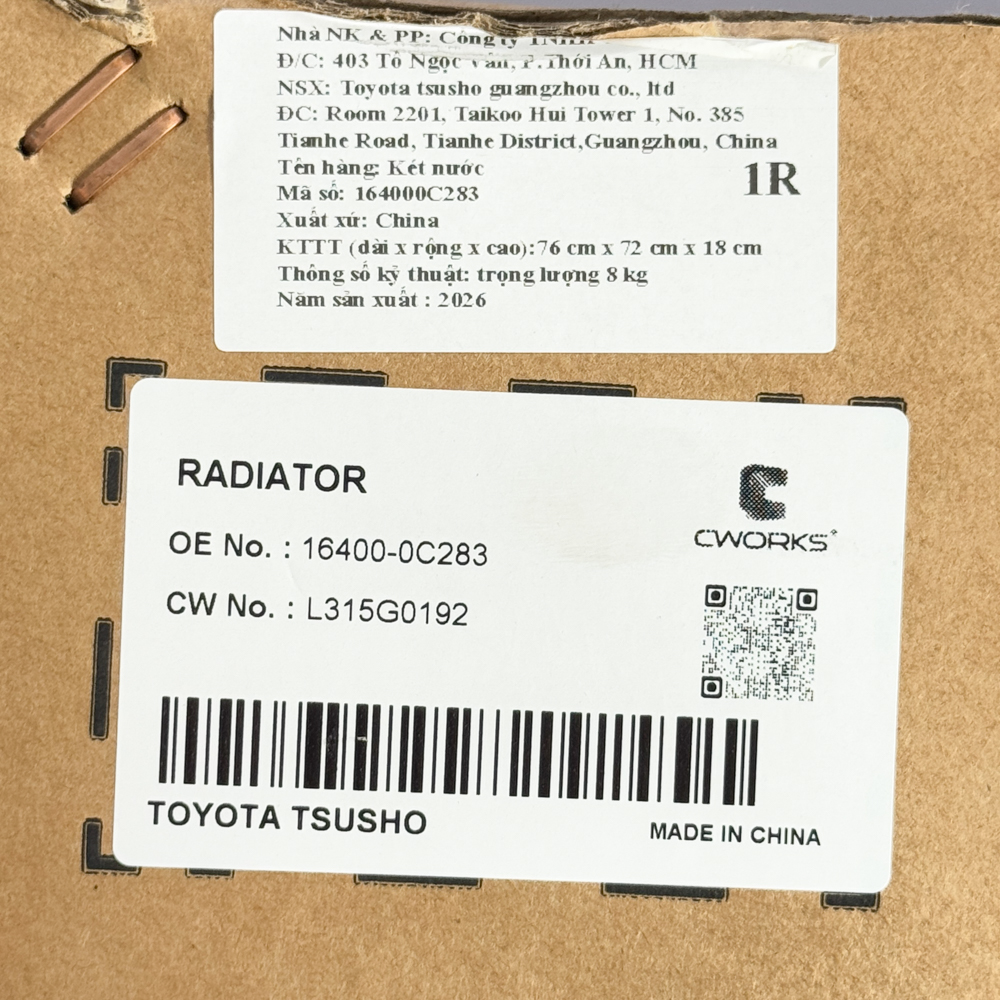 Nhà NK & PP: Công ty TNHH
Đ/C: 403 Tô Ngọc Vân, P.Thới An, HCM
NSX: Toyota tsusho guangzhou co., ltd
ĐC: Room 2201, Taikoo Hui Tower 1, No. 385
Tianhe Road, Tianhe District,Guangzhou, China
Tên hàng: Két nước
Mã số: 164000C283
1R
Xuất xứ: China
KTTT (dài x rộng x cao):76 cm x 72 cm x 18 cm
Thông số kỹ thuật: trọng lượng 8 kg
Năm sản xuất : 2026
RADIATOR
OE No. : 16400-0C283
CW No. : L315G0192
CWORKS
TOYOTA TSUSHO
MADE IN CHINA